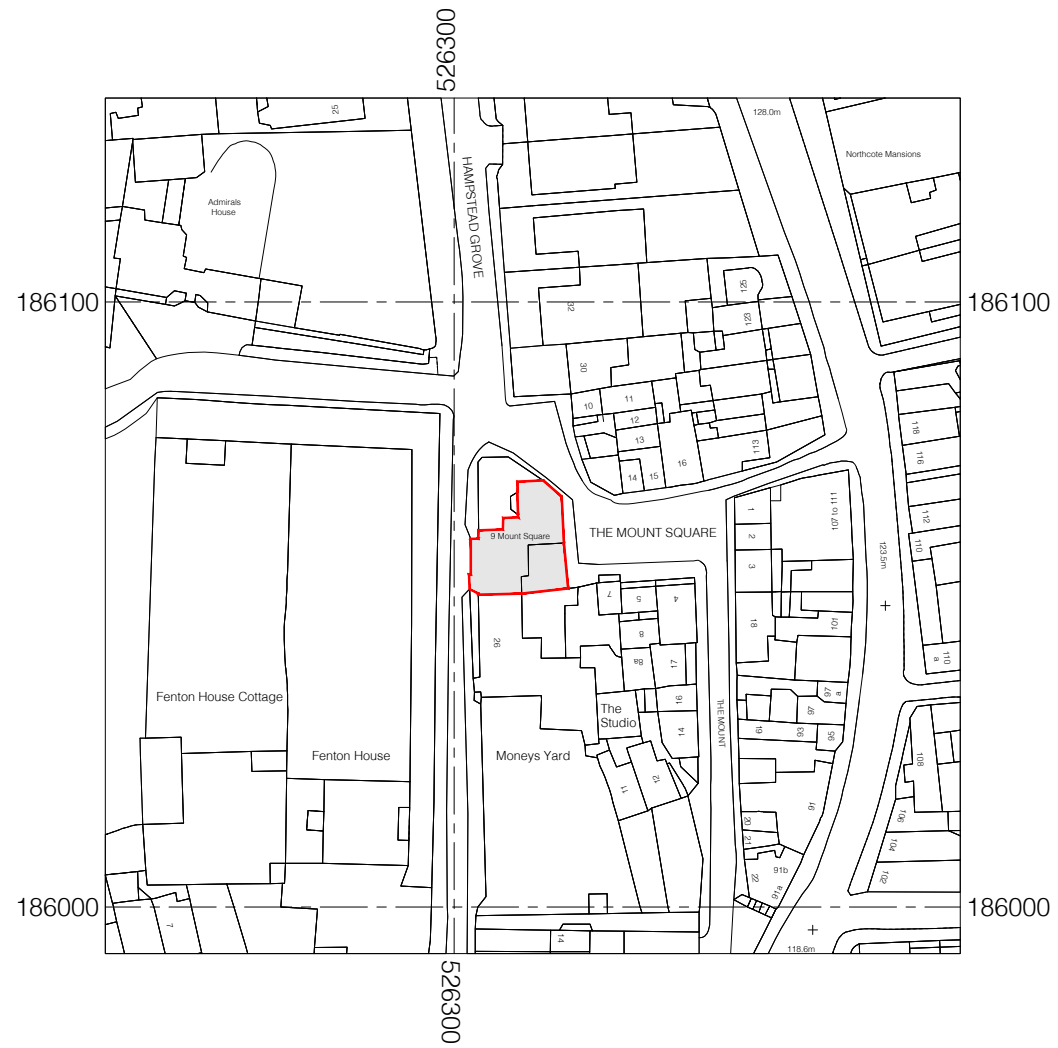 526300
25
128.0m
Northcote Mansions
HAMPSTEAD GROVE
Admirals
House
186100
186100
125
123
32
30
10
11
12
13
14
15
16
113
118
116
112
110
110
a
9 Mount Square
THE MOUNT SQUARE
1
2
3
107 to 111
123.5m
7
5
4
8
8a
17
18
101
26
16
14
The
Studio
THE MOUNT
97
a
97
19
93
95
Fenton House Cottage
Fenton House
Moneys Yard
11
12
91
108
106
104
102
20
21
22
91b
91a
186000
186000
7
14
118.6m
526300